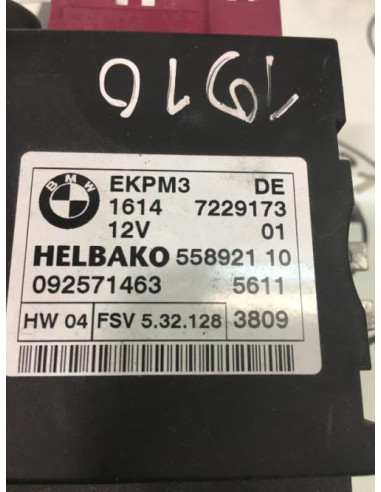 1910
BMW
EKPM3 DE
1614 7229173
12V 01
HELBAKO 558921 10
092571463 5611
HW 04 FSV 5.32.128 3809